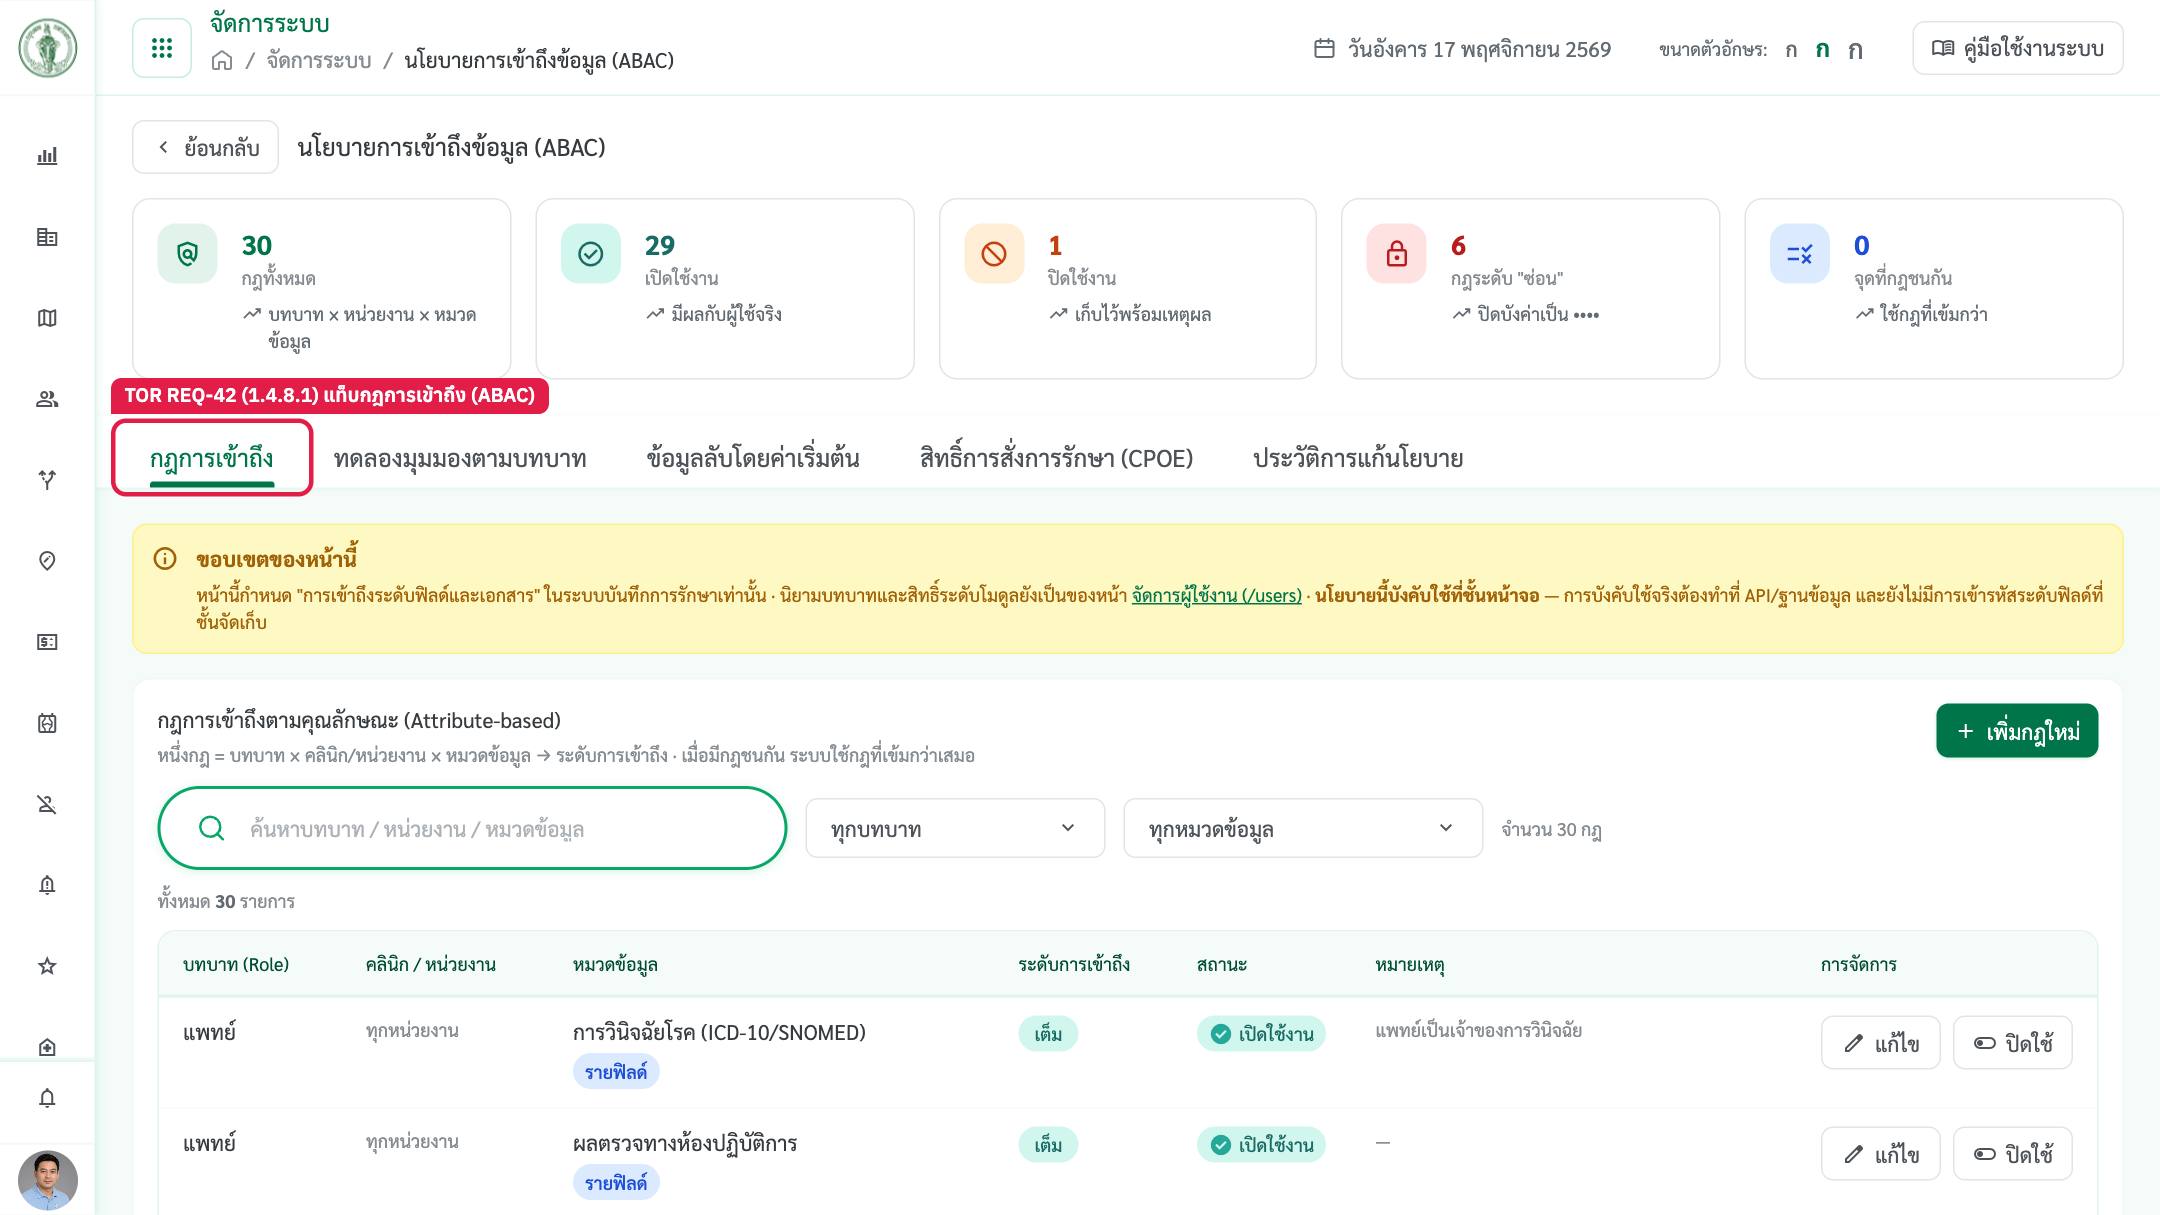 จัดการระบบ
/ จัดการระบบ / นโยบายการเข้าถึงข้อมูล (ABAC)
วันอังคาร 17 พฤศจิกายน 2569
ขนาดตัวอักษร: ก ก ก
คู่มือใช้งานระบบ
ย้อนกลับ
นโยบายการเข้าถึงข้อมูล (ABAC)
30
กฎทั้งหมด
บทบาท × หน่วยงาน × หมวด
ข้อมูล
29
เปิดใช้งาน
มีผลกับผู้ใช้จริง
1
ปิดใช้งาน
เก็บไว้พร้อมเหตุผล
6
กฎระดับ "ซ่อน"
ปิดบังค่าเป็น ••••
0
จุดที่กฎชนกัน
ใช้กฎที่เข้มกว่า
TOR REQ-42 (1.4.8.1) แท็บกฎการเข้าถึง (ABAC)
กฎการเข้าถึง
ทดลองมุมมองตามบทบาท
ข้อมูลลับโดยค่าเริ่มต้น
สิทธิ์การสั่งการรักษา (CPOE)
ประวัติการแก้นโยบาย
ขอบเขตของหน้านี้
หน้านี้กำหนด "การเข้าถึงระดับฟิลด์และเอกสาร" ในระบบบันทึกการรักษาเท่านั้น · นิยามบทบาทและสิทธิ์ระดับโมดูลยังเป็นของหน้า จัดการผู้ใช้งาน (/users) · นโยบายนี้บังคับใช้ที่ชั้นหน้าจอ — การบังคับใช้จริงต้องทำที่ API/ฐานข้อมูล และยังไม่มีการเข้ารหัสระดับฟิลด์ที่
ชั้นจัดเก็บ
กฎการเข้าถึงตามคุณลักษณะ (Attribute-based)
หนึ่งกฎ = บทบาท × คลินิก/หน่วยงาน × หมวดข้อมูล → ระดับการเข้าถึง · เมื่อมีกฎชนกัน ระบบใช้กฎที่เข้มกว่าเสมอ
+ เพิ่มกฎใหม่
ค้นหาบทบาท / หน่วยงาน / หมวดข้อมูล
ทุกบทบาท
ทุกหมวดข้อมูล
จำนวน 30 กฎ
ทั้งหมด 30 รายการ
บทบาท (Role) คลินิก / หน่วยงาน หมวดข้อมูล ระดับการเข้าถึง สถานะ หมายเหตุ การจัดการ
แพทย์ ทุกหน่วยงาน การวินิจฉัยโรค (ICD-10/SNOMED) เต็ม เปิดใช้งาน แพทย์เป็นเจ้าของการวินิจฉัย แก้ไข ปิดใช้
รายฟิลด์
แพทย์ ทุกหน่วยงาน ผลตรวจทางห้องปฏิบัติการ เต็ม เปิดใช้งาน — แก้ไข ปิดใช้
รายฟิลด์